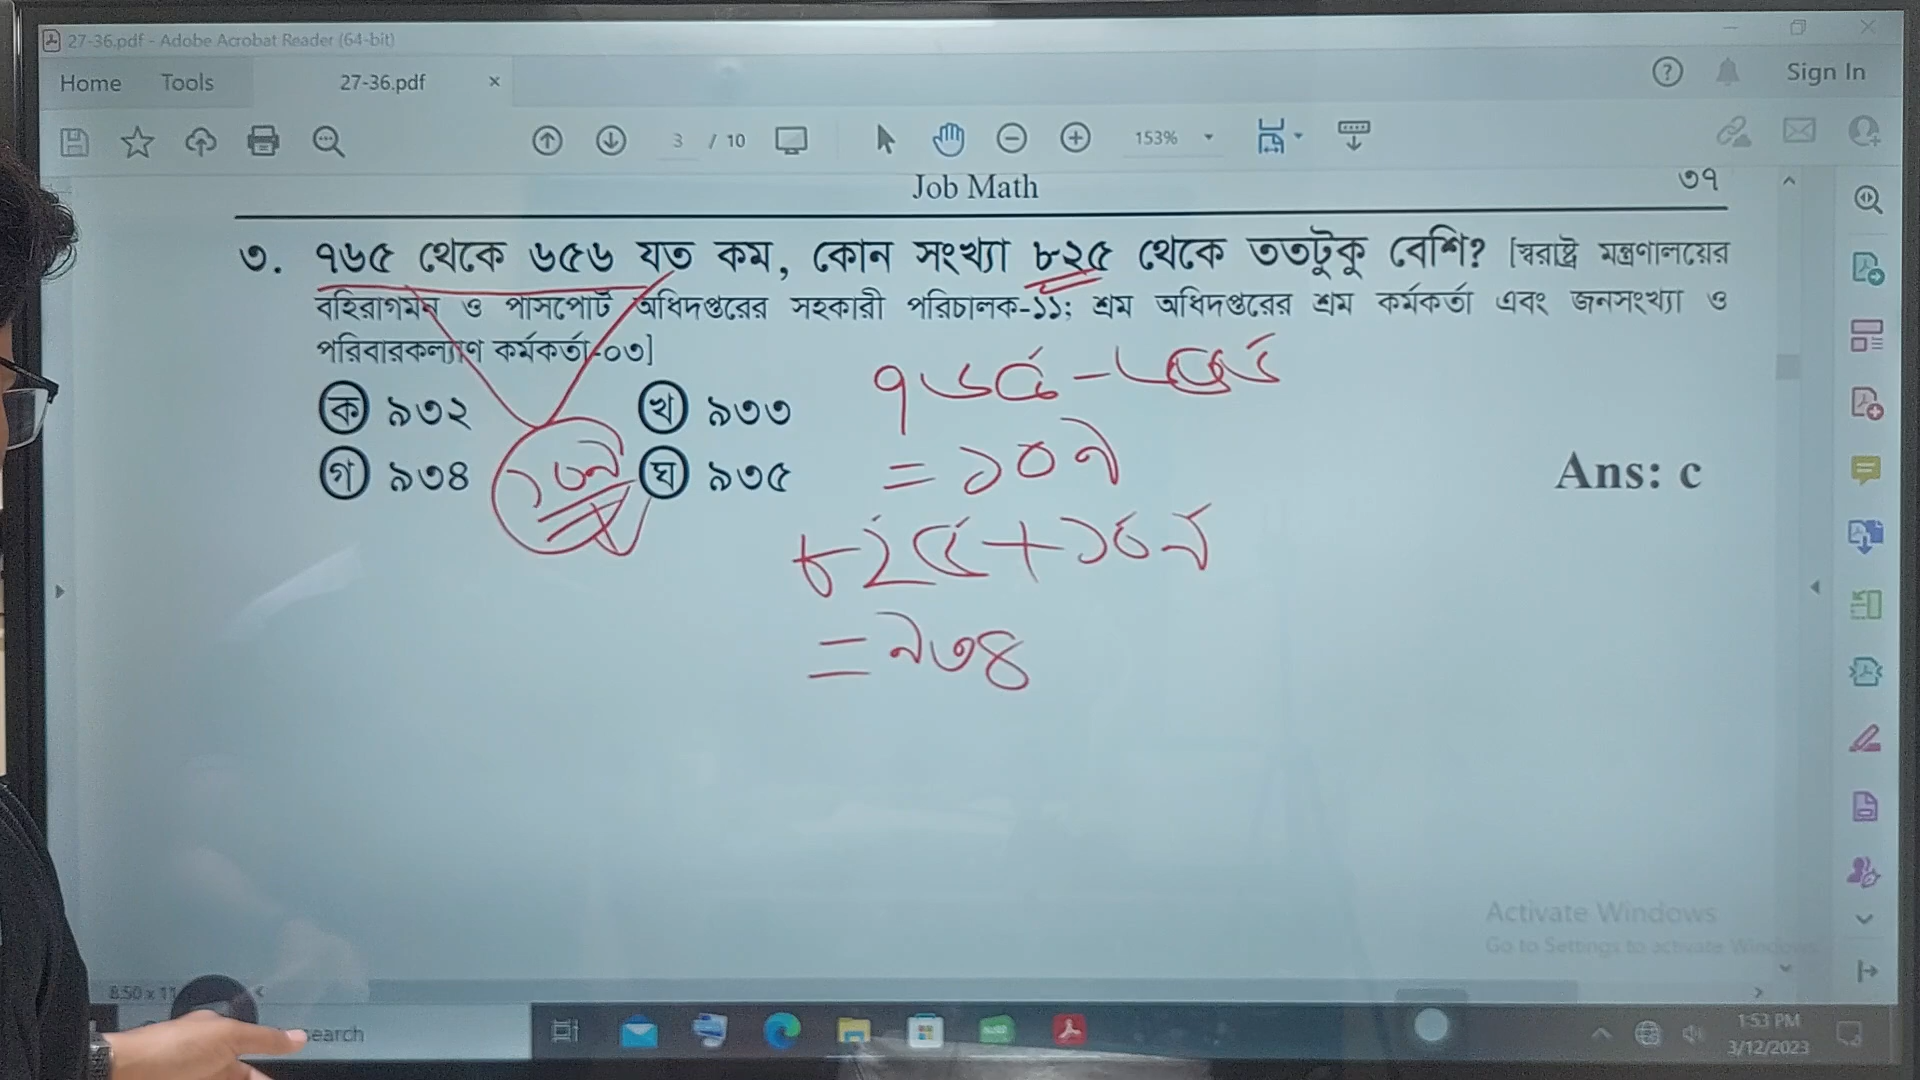 27-36.pdf - Adobe Acrobat Reader (64-bit)
Home Tools 27-36.pdf × Sign In
3 / 10 153%
Job Math ৩৭
৩. ৭৬৫ থেকে ৬৫৬ যত কম, কোন সংখ্যা ৮২৫ থেকে ততটুকু বেশি? [স্বরাষ্ট্র মন্ত্রণালয়ের
বহিরাগমন ও পাসপোর্ট অধিদপ্তরের সহকারী পরিচালক-১১; শ্রম অধিদপ্তরের শ্রম কর্মকর্তা এবং জনসংখ্যা ও
পরিবারকল্যাণ কর্মকর্তা-০৩]
৭৬৫ -
ক ৯৩২ খ ৯৩৩
= ১০৯
গ ৯৩৪ ১০৯ ঘ ৯৩৫
Ans: c
৮২৫+১০৯
= ৯৩৪
Activate Windows
Go to Settings to activate Windows
8.50 x 11
search
1:53 PM
3/12/2023